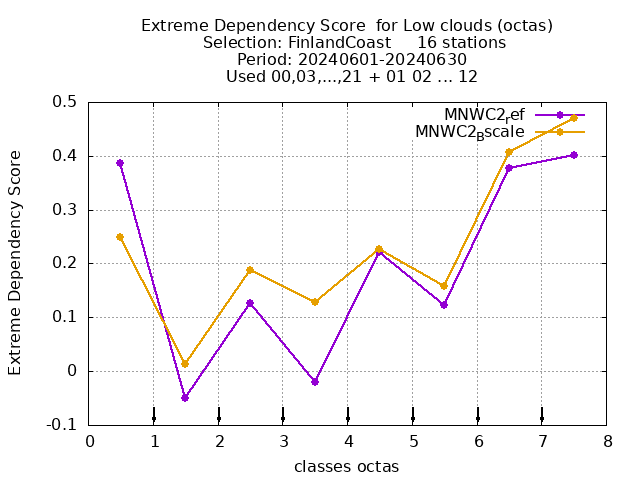 Extreme Dependency Score  for Low clouds (octas)
Selection: FinlandCoast     16 stations
Period: 20240601-20240630
Used 00,03,...,21 + 01 02 ... 12
MNWC2ref
MNWC2Bscale
Extreme Dependency Score
0.5
0.4
0.3
0.2
0.1
0
-0.1
0 1 2 3 4 5 6 7 8
classes octas